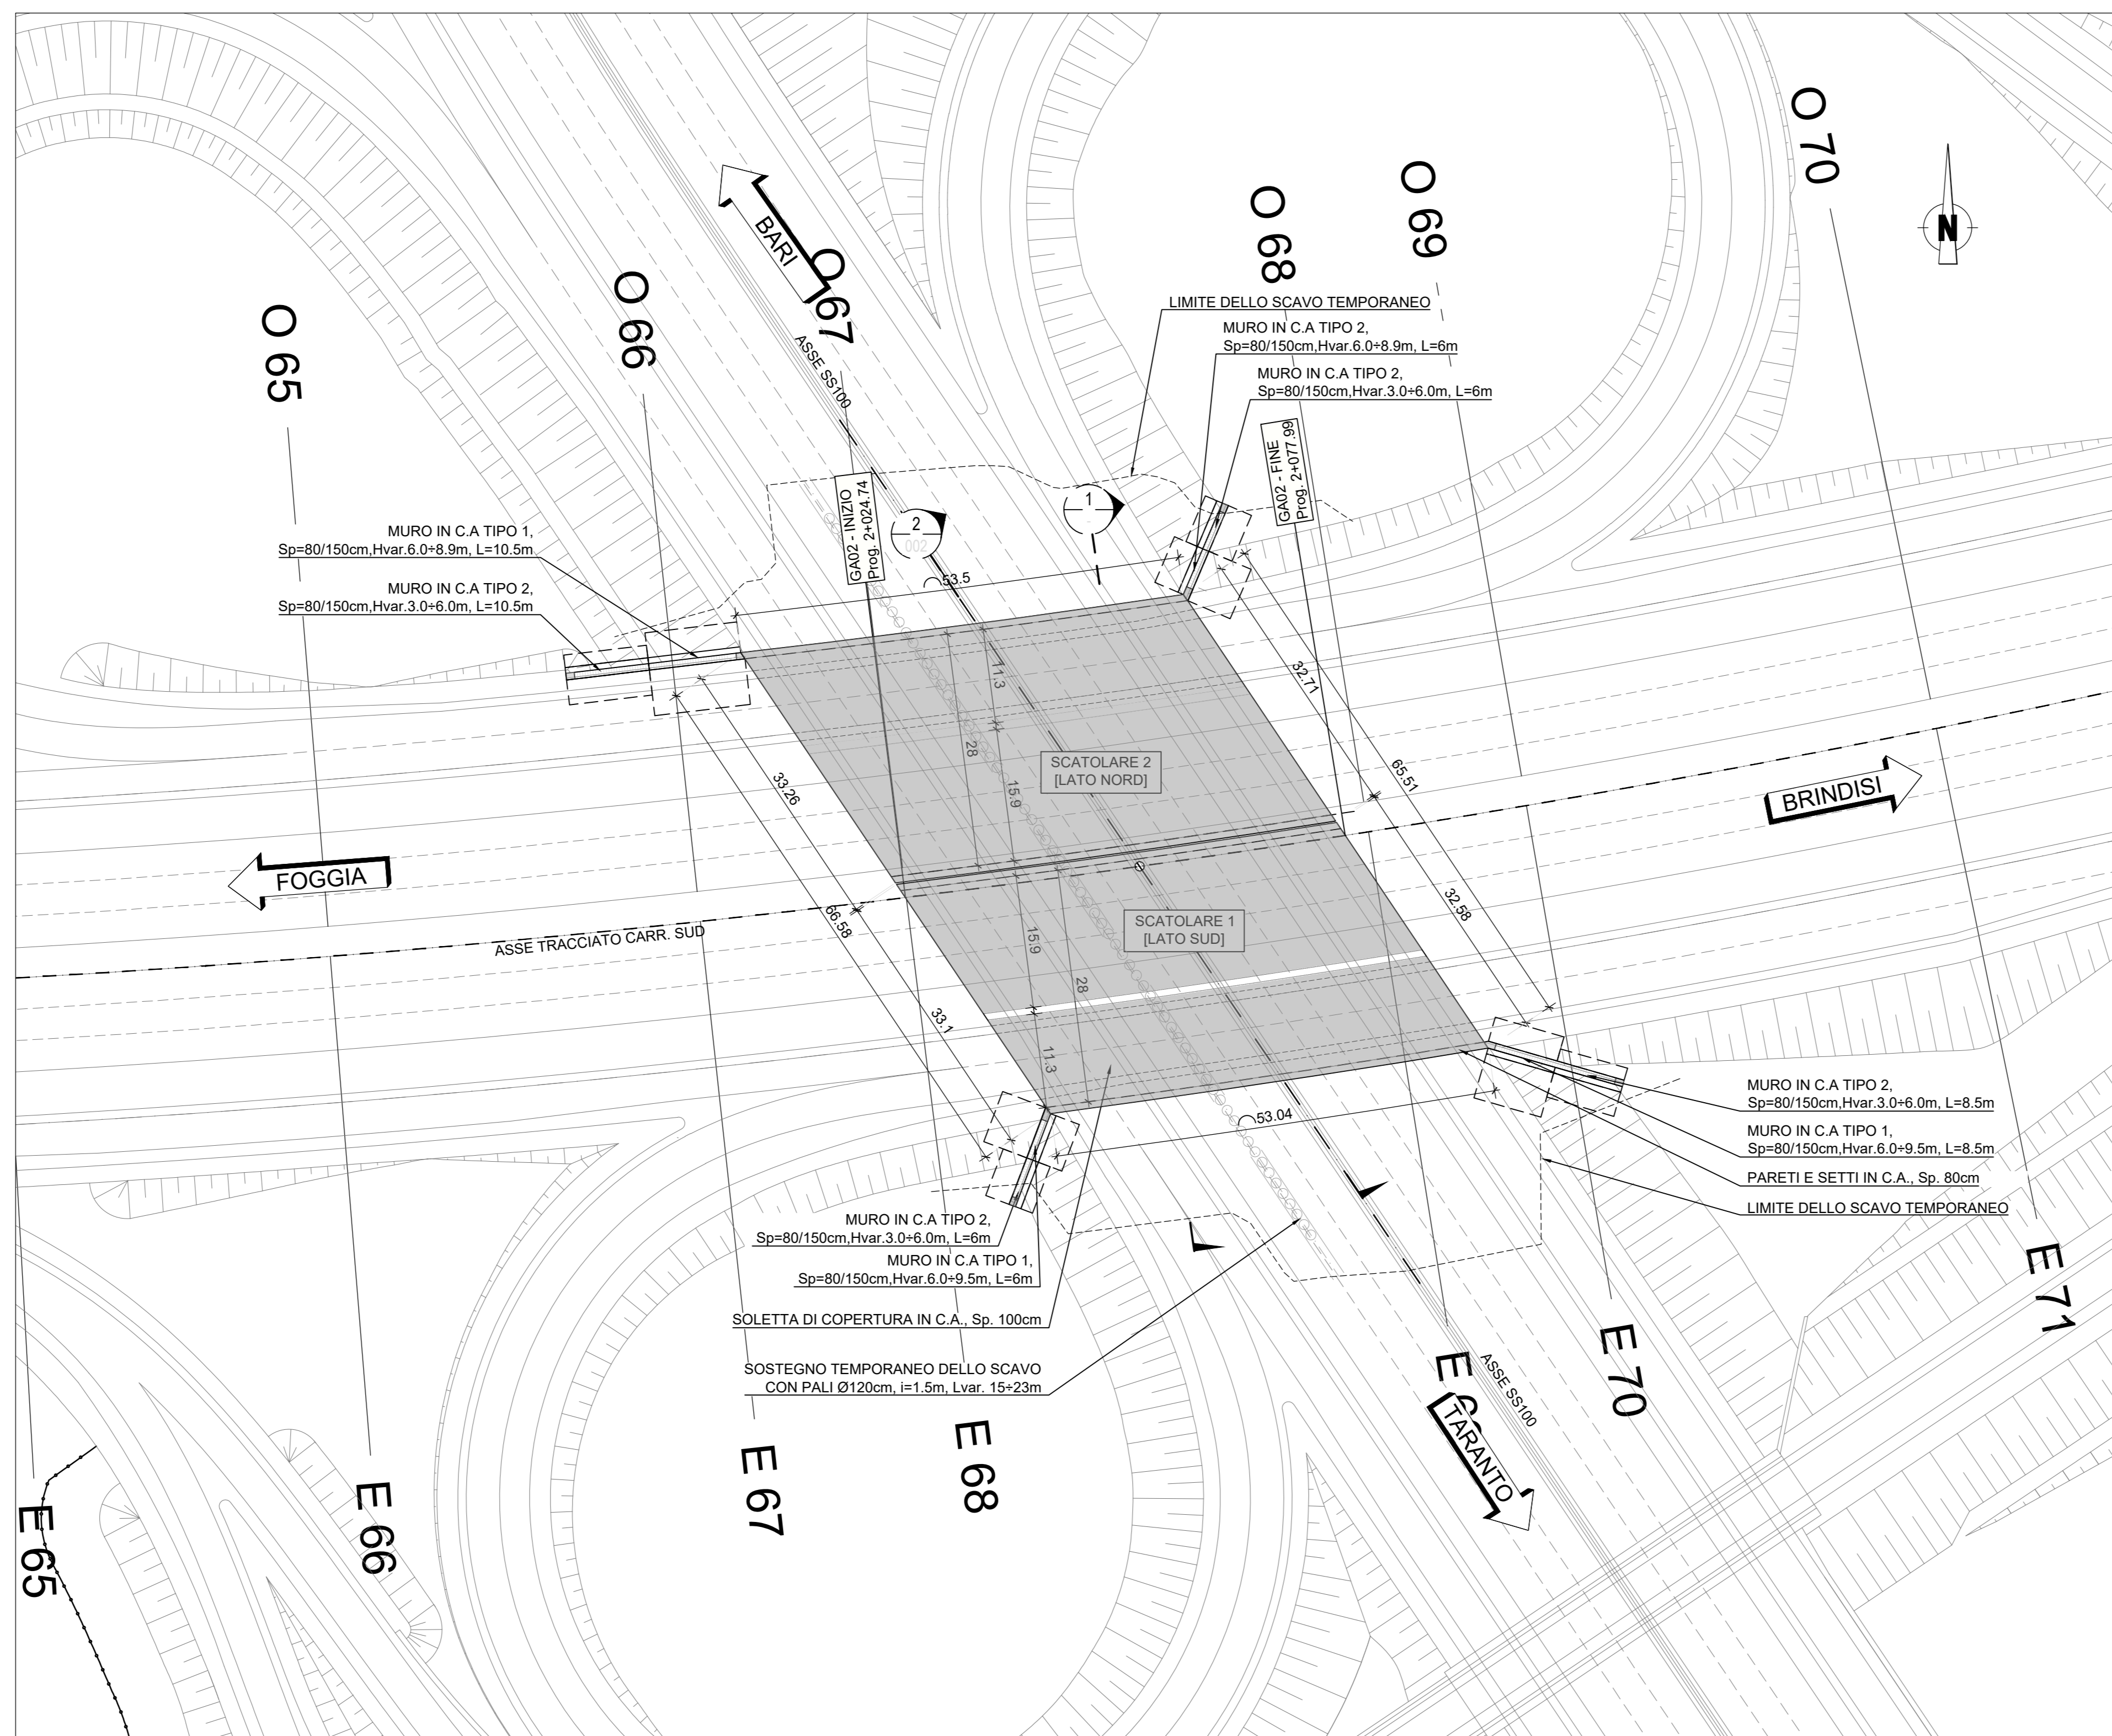 O 65
O 66
O 67
O 68
O 69
O 70
BARI
N
ASSE SS100
LIMITE DELLO SCAVO TEMPORANEO
MURO IN C.A TIPO 2,
Sp=80/150cm,Hvar.6.0÷8.9m, L=6m
MURO IN C.A TIPO 2,
Sp=80/150cm,Hvar.3.0÷6.0m, L=6m
GA02 - INIZIO
Prog. 2+024.74
GA02 - FINE
Prog. 2+077.99
1
2
002
MURO IN C.A TIPO 1,
Sp=80/150cm,Hvar.6.0÷8.9m, L=10.5m
MURO IN C.A TIPO 2,
Sp=80/150cm,Hvar.3.0÷6.0m, L=10.5m
53.5
11.3
28
15.9
32.71
65.51
33.26
66.58
SCATOLARE 2
[LATO NORD]
BRINDISI
FOGGIA
ASSE TRACCIATO CARR. SUD
SCATOLARE 1
[LATO SUD]
15.9
28
11.3
32.58
33.1
53.04
MURO IN C.A TIPO 2,
Sp=80/150cm,Hvar.3.0÷6.0m, L=8.5m
MURO IN C.A TIPO 1,
Sp=80/150cm,Hvar.6.0÷9.5m, L=8.5m
PARETI E SETTI IN C.A., Sp. 80cm
LIMITE DELLO SCAVO TEMPORANEO
MURO IN C.A TIPO 2,
Sp=80/150cm,Hvar.3.0÷6.0m, L=6m
MURO IN C.A TIPO 1,
Sp=80/150cm,Hvar.6.0÷9.5m, L=6m
SOLETTA DI COPERTURA IN C.A., Sp. 100cm
SOSTEGNO TEMPORANEO DELLO SCAVO
CON PALI Ø120cm, i=1.5m, Lvar. 15÷23m
ASSE SS100
TARANTO
E 65
E 66
E 67
E 68
E 70
E 71